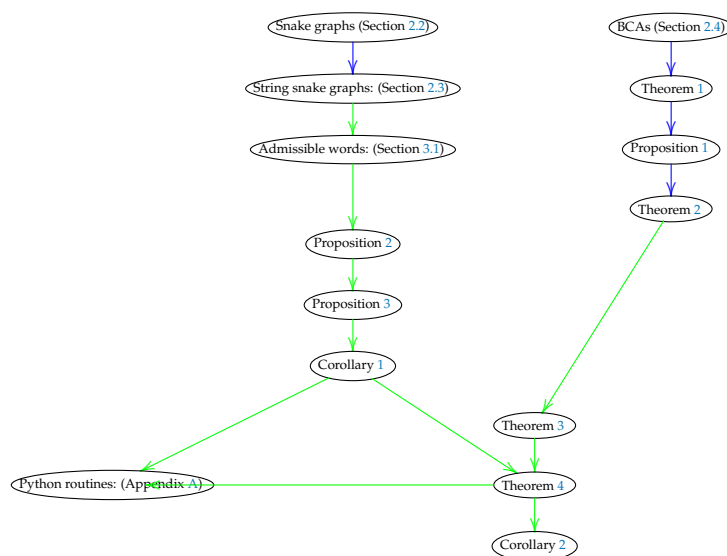 Snake graphs (Section 2.2)
BCAs (Section 2.4)
String snake graphs: (Section 2.3)
Theorem 1
Admissible words: (Section 3.1)
Proposition 1
Theorem 2
Proposition 2
Proposition 3
Corollary 1
Theorem 3
Python routines: (Appendix A)
Theorem 4
Corollary 2